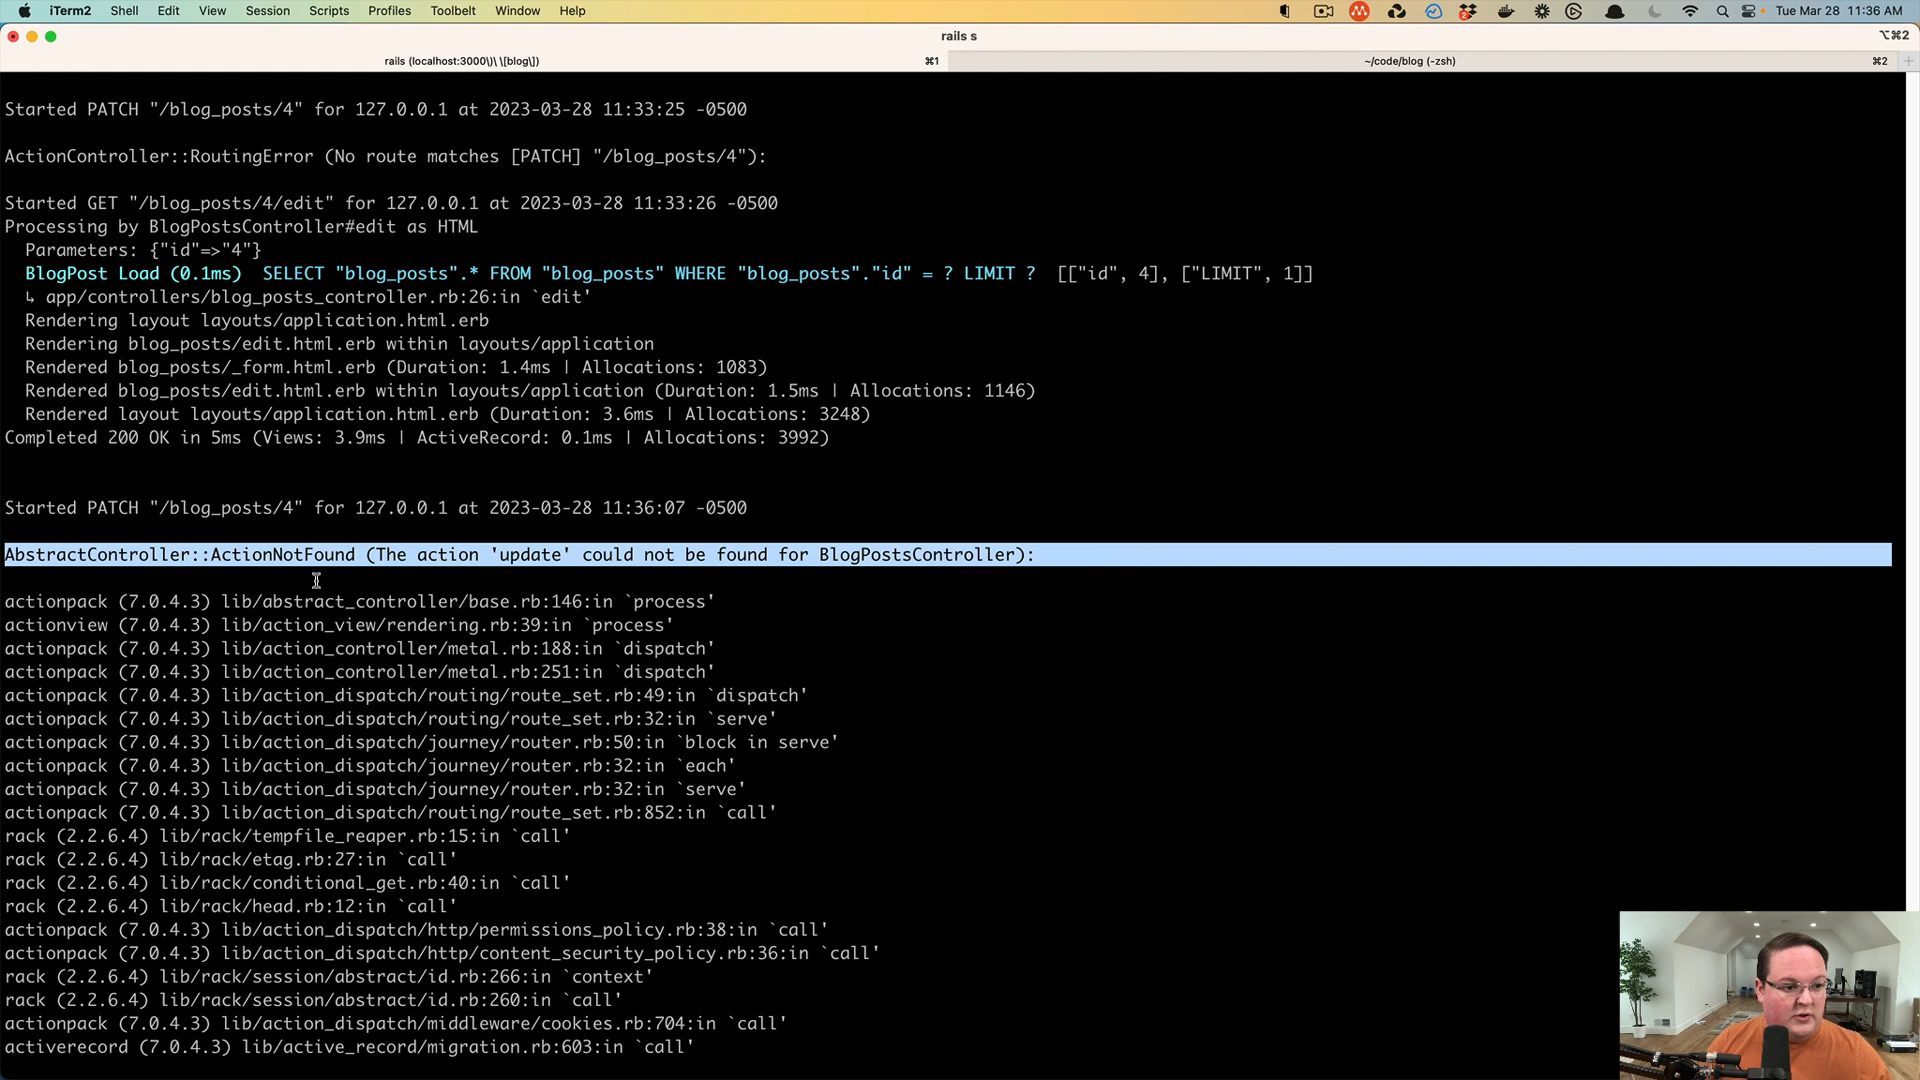 iTerm2 Shell Edit View Session Scripts Profiles Toolbelt Window Help Tue Mar 28 11:36 AM
rails s ⌥⌘2
rails (localhost:3000\)\ \[blog\]) ⌘1 ~/code/blog (-zsh) ⌘2
Started PATCH "/blog_posts/4" for 127.0.0.1 at 2023-03-28 11:33:25 -0500
ActionController::RoutingError (No route matches [PATCH] "/blog_posts/4"):
Started GET "/blog_posts/4/edit" for 127.0.0.1 at 2023-03-28 11:33:26 -0500
Processing by BlogPostsController#edit as HTML
Parameters: {"id"=>"4"}
BlogPost Load (0.1ms) SELECT "blog_posts".* FROM "blog_posts" WHERE "blog_posts"."id" = ? LIMIT ? [["id", 4], ["LIMIT", 1]]
↳ app/controllers/blog_posts_controller.rb:26:in `edit'
Rendering layout layouts/application.html.erb
Rendering blog_posts/edit.html.erb within layouts/application
Rendered blog_posts/_form.html.erb (Duration: 1.4ms | Allocations: 1083)
Rendered blog_posts/edit.html.erb within layouts/application (Duration: 1.5ms | Allocations: 1146)
Rendered layout layouts/application.html.erb (Duration: 3.6ms | Allocations: 3248)
Completed 200 OK in 5ms (Views: 3.9ms | ActiveRecord: 0.1ms | Allocations: 3992)
Started PATCH "/blog_posts/4" for 127.0.0.1 at 2023-03-28 11:36:07 -0500
AbstractController::ActionNotFound (The action 'update' could not be found for BlogPostsController):
actionpack (7.0.4.3) lib/abstract_controller/base.rb:146:in `process'
actionview (7.0.4.3) lib/action_view/rendering.rb:39:in `process'
actionpack (7.0.4.3) lib/action_controller/metal.rb:188:in `dispatch'
actionpack (7.0.4.3) lib/action_controller/metal.rb:251:in `dispatch'
actionpack (7.0.4.3) lib/action_dispatch/routing/route_set.rb:49:in `dispatch'
actionpack (7.0.4.3) lib/action_dispatch/routing/route_set.rb:32:in `serve'
actionpack (7.0.4.3) lib/action_dispatch/journey/router.rb:50:in `block in serve'
actionpack (7.0.4.3) lib/action_dispatch/journey/router.rb:32:in `each'
actionpack (7.0.4.3) lib/action_dispatch/journey/router.rb:32:in `serve'
actionpack (7.0.4.3) lib/action_dispatch/routing/route_set.rb:852:in `call'
rack (2.2.6.4) lib/rack/tempfile_reaper.rb:15:in `call'
rack (2.2.6.4) lib/rack/etag.rb:27:in `call'
rack (2.2.6.4) lib/rack/conditional_get.rb:40:in `call'
rack (2.2.6.4) lib/rack/head.rb:12:in `call'
actionpack (7.0.4.3) lib/action_dispatch/http/permissions_policy.rb:38:in `call'
actionpack (7.0.4.3) lib/action_dispatch/http/content_security_policy.rb:36:in `call'
rack (2.2.6.4) lib/rack/session/abstract/id.rb:266:in `context'
rack (2.2.6.4) lib/rack/session/abstract/id.rb:260:in `call'
actionpack (7.0.4.3) lib/action_dispatch/middleware/cookies.rb:704:in `call'
activerecord (7.0.4.3) lib/active_record/migration.rb:603:in `call'